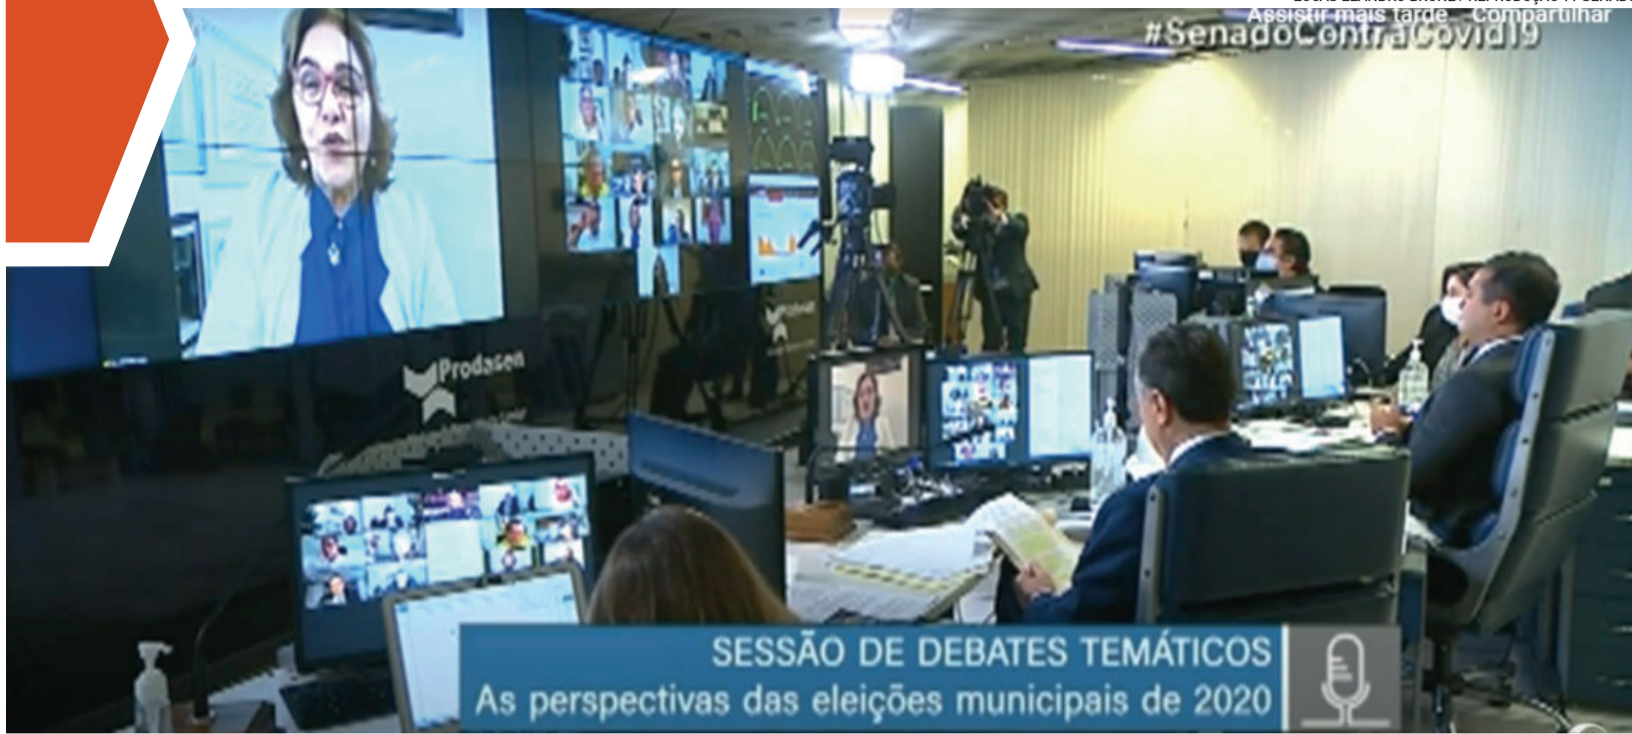 Assistir mais tarde Compartilhar
#SenadoContraCovid19
Prodasen
SESSÃO DE DEBATES TEMÁTICOS
As perspectivas das eleições municipais de 2020